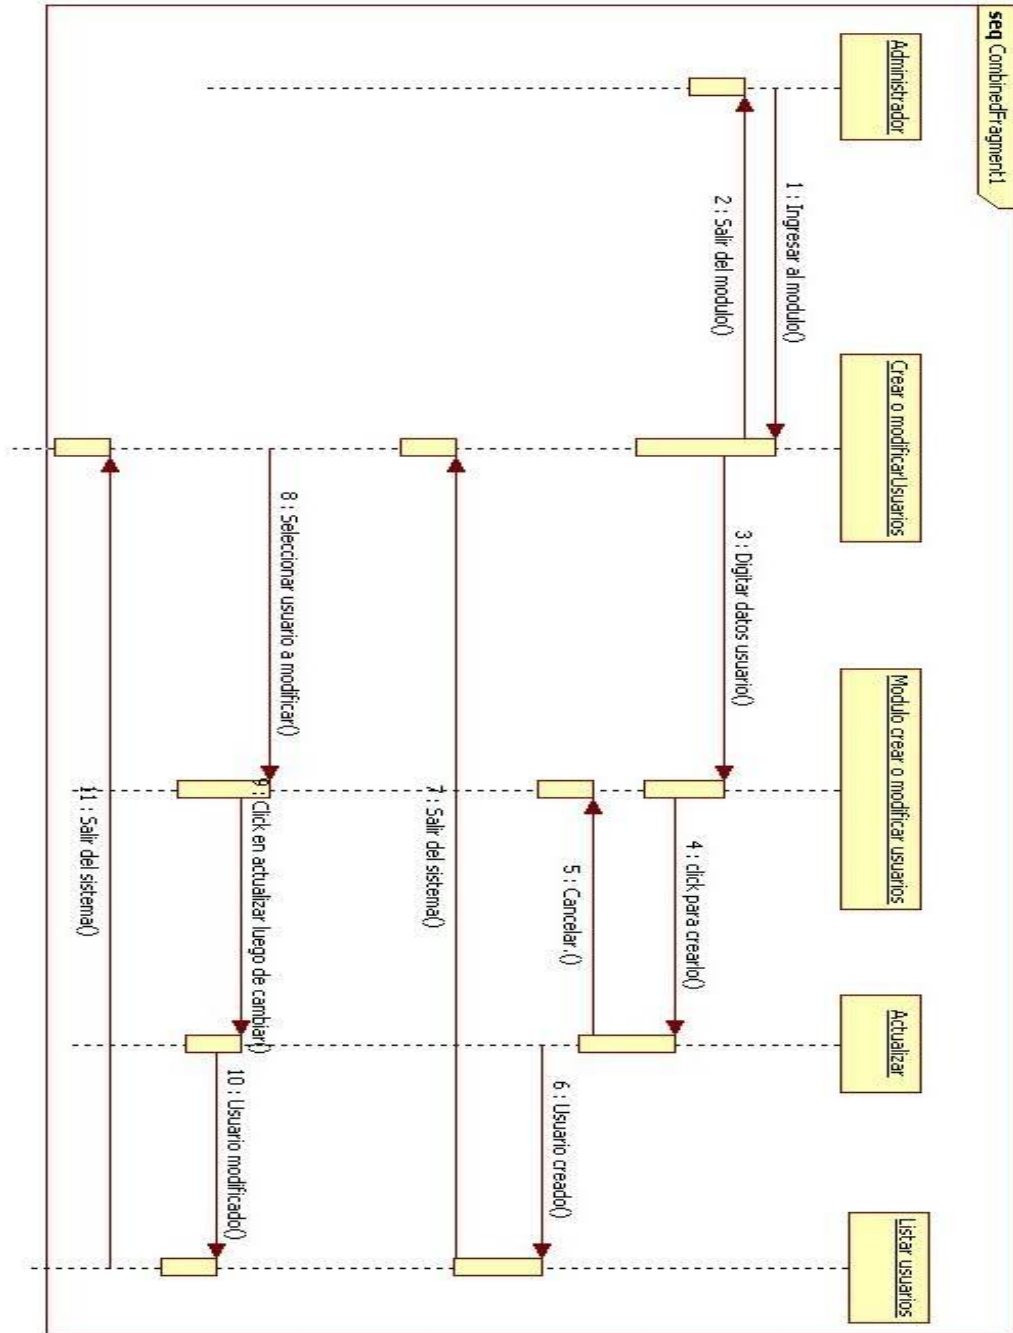 seq CombinedFragment1
Administrador
Crear o modificarUsuarios
Modulo crear o modificar usuarios
Actualizar
Listar usuarios
1 : Ingresar al modulo()
2 : Salir del modulo()
3 : Digitar datos usuario()
4 : click para crearlo()
5 : Cancelar,()
6 : Usuario creado()
7 : Salir del sistema()
8 : Seleccionar usuario a modificar()
9 : Click en actualizar luego de cambiar()
10 : Usuario modificado()
11 : Salir del sistema()